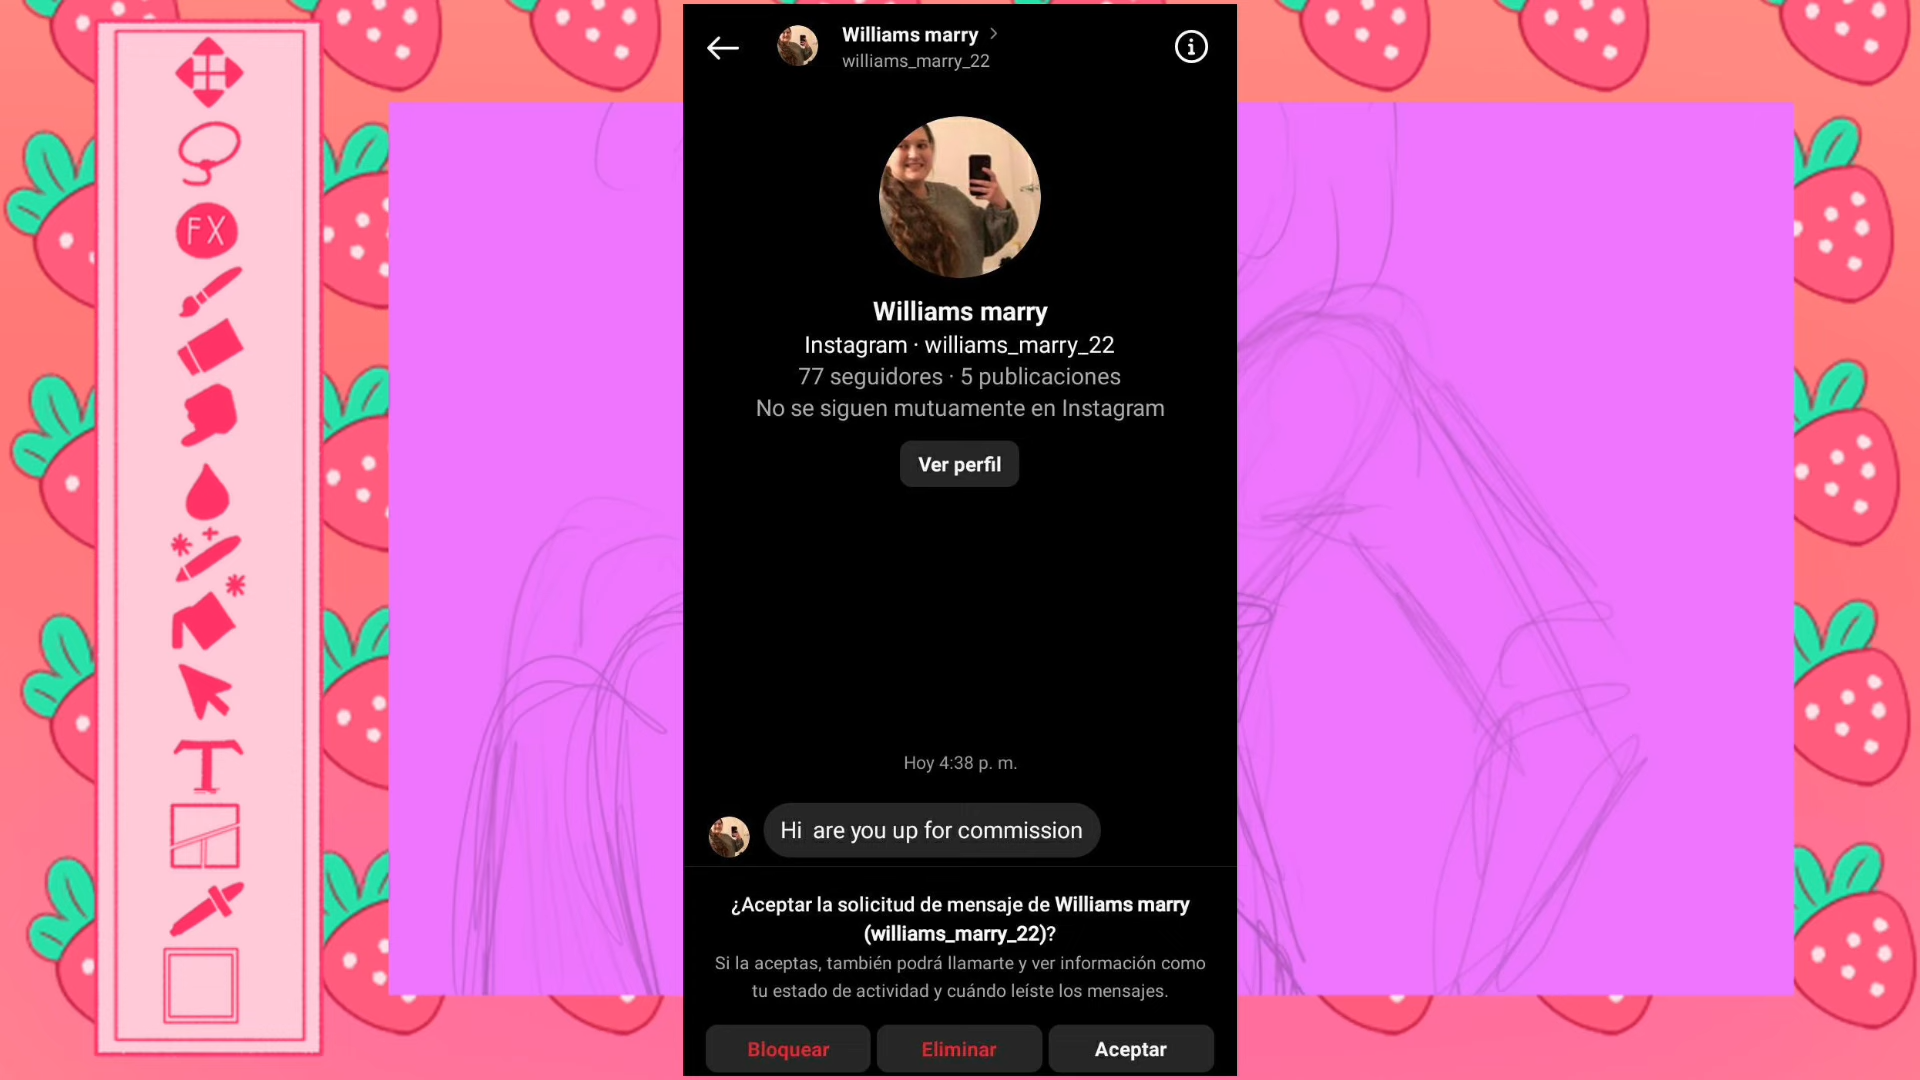 Williams marry
williams_marry_22
FX
T
Williams marry
Instagram · williams_marry_22
77 seguidores · 5 publicaciones
No se siguen mutuamente en Instagram
Ver perfil
Hoy 4:38 p. m.
Hi  are you up for commission
¿Aceptar la solicitud de mensaje de Williams marry
(williams_marry_22)?
Si la aceptas, también podrá llamarte y ver información como
tu estado de actividad y cuándo leíste los mensajes.
Bloquear
Eliminar
Aceptar